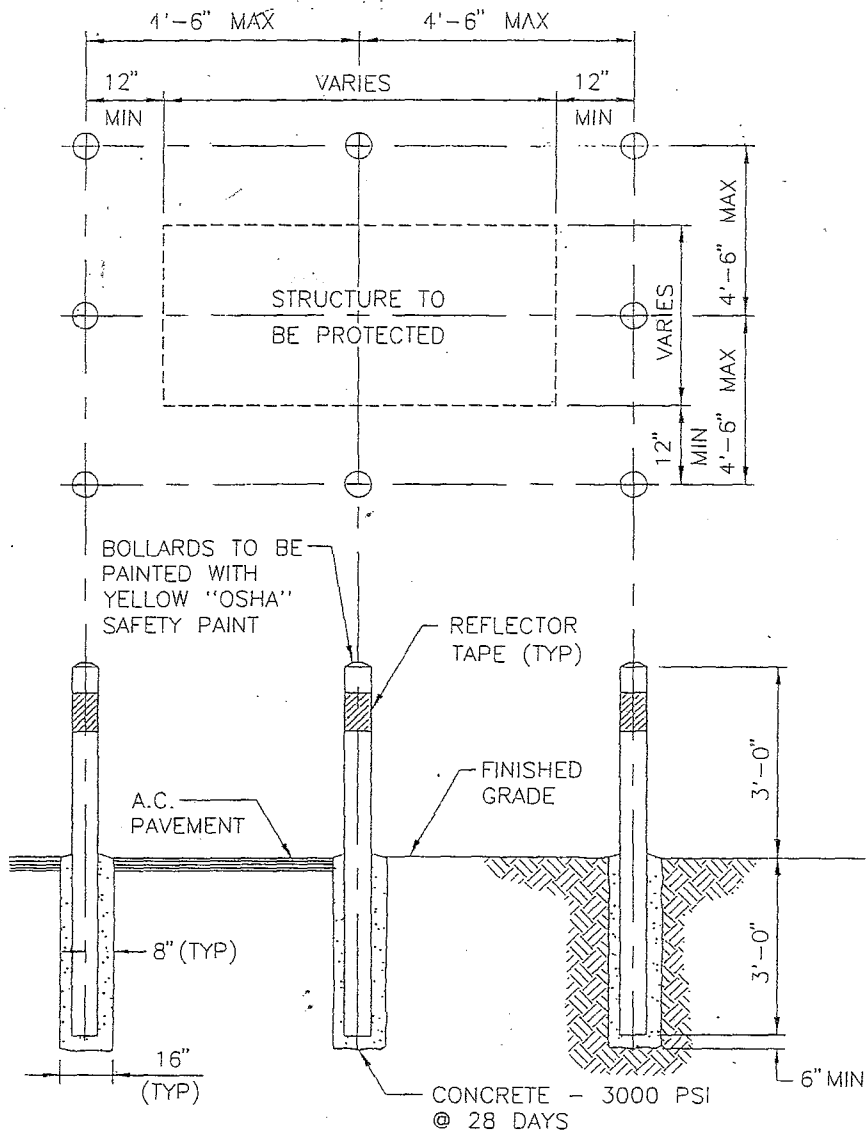 4'-6" MAX
4'-6" MAX
12"
MIN
VARIES
12"
MIN
4'-6" MAX
VARIES
STRUCTURE TO
BE PROTECTED
4'-6" MAX
12"
MIN
BOLLARDS TO BE
PAINTED WITH
YELLOW "OSHA"
SAFETY PAINT
REFLECTOR
TAPE (TYP)
3'-0"
FINISHED
GRADE
A.C.
PAVEMENT
3'-0"
8" (TYP)
16"
(TYP)
6" MIN
CONCRETE - 3000 PSI
@ 28 DAYS